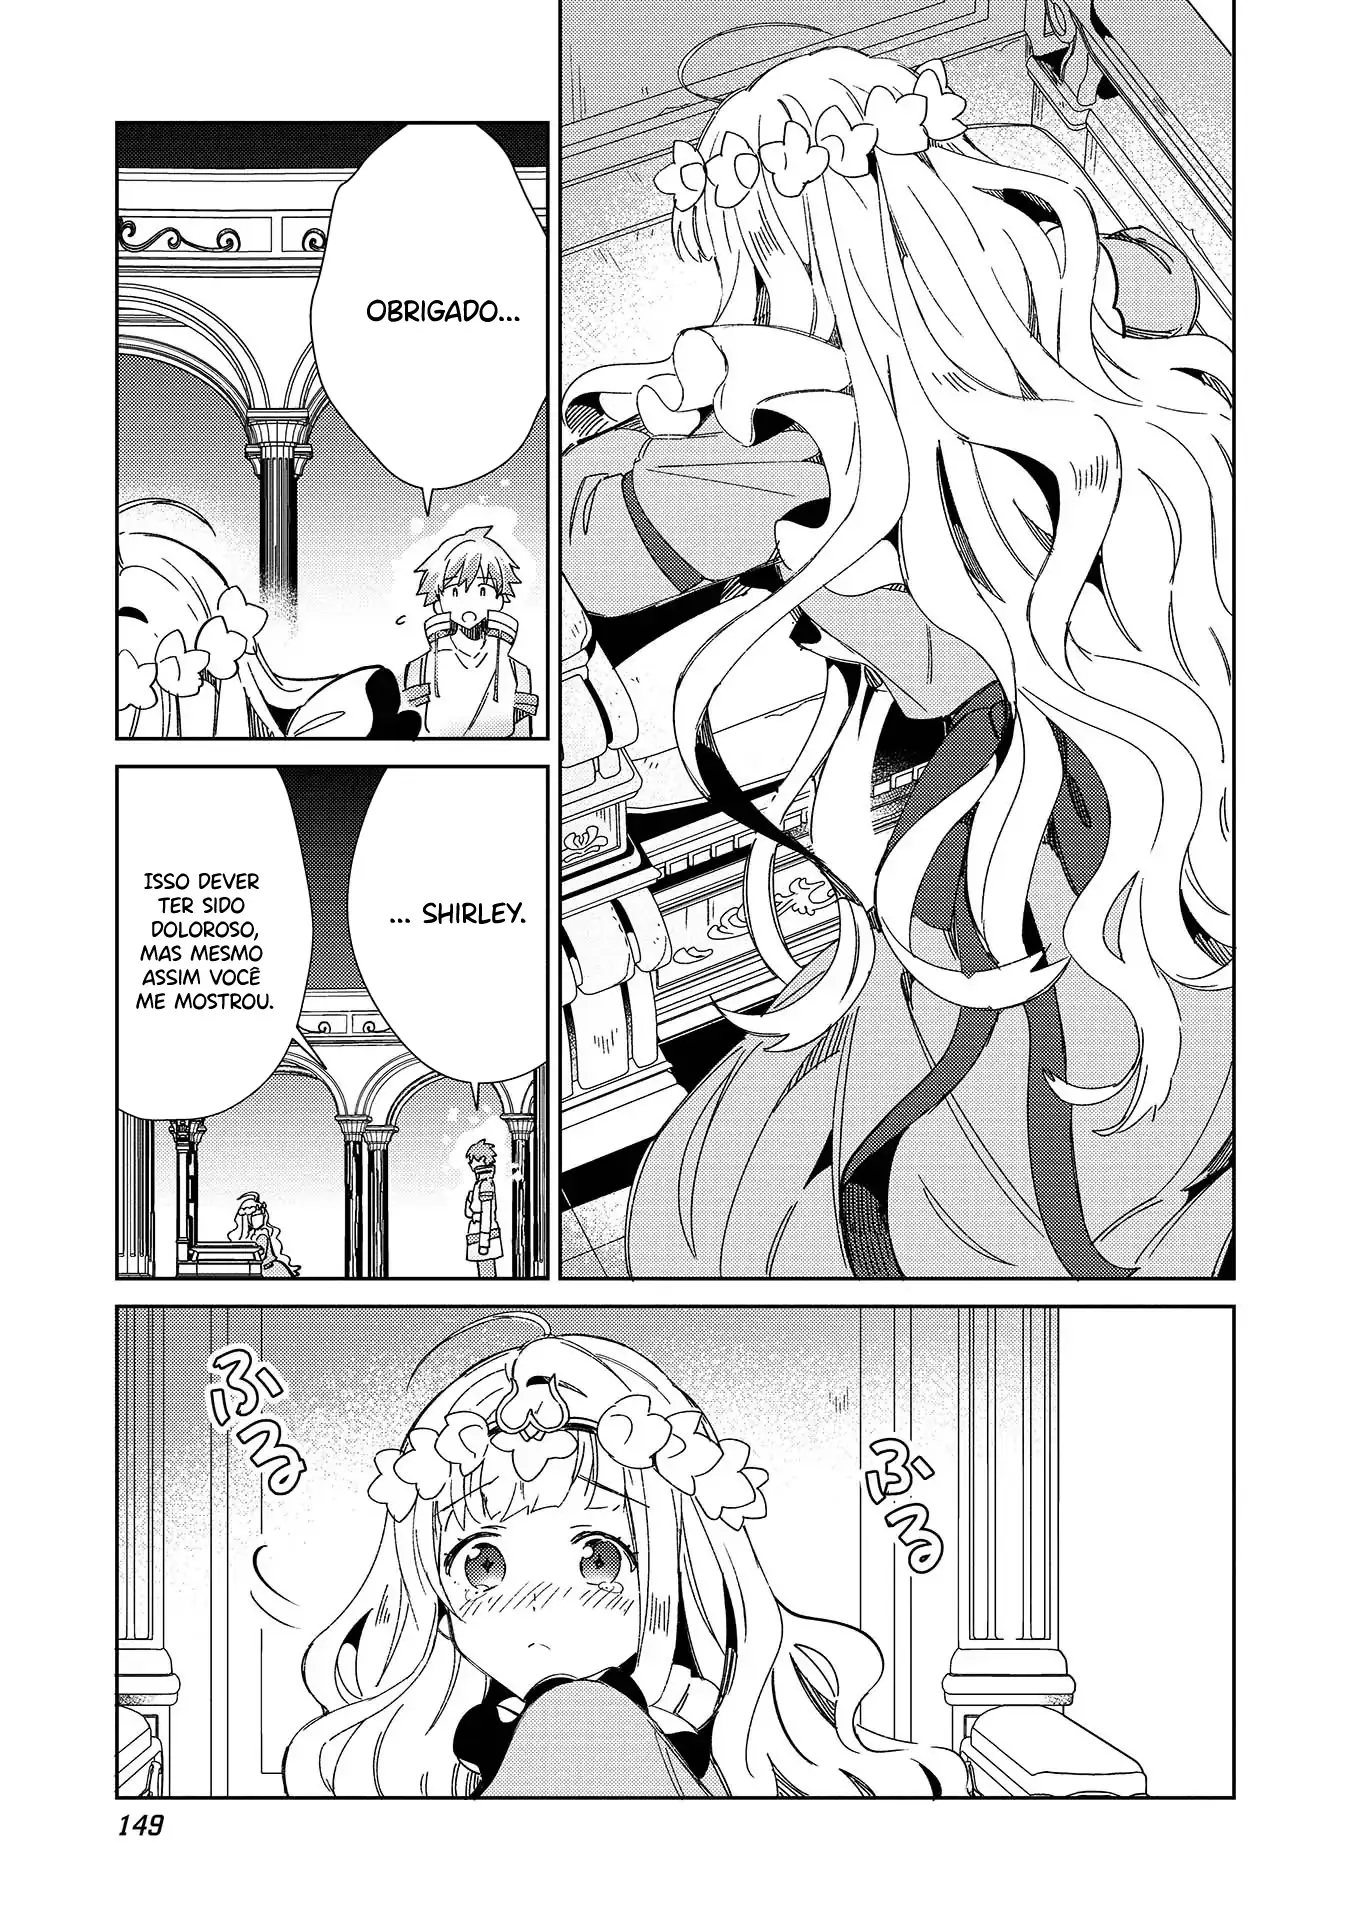 OBRIGADO...
... SHIRLEY.
ISSO DEVER
TER SIDO
DOLOROSO,
MAS MESMO
ASSIM VOCÊ
ME MOSTROU.
ふる
ふる
149